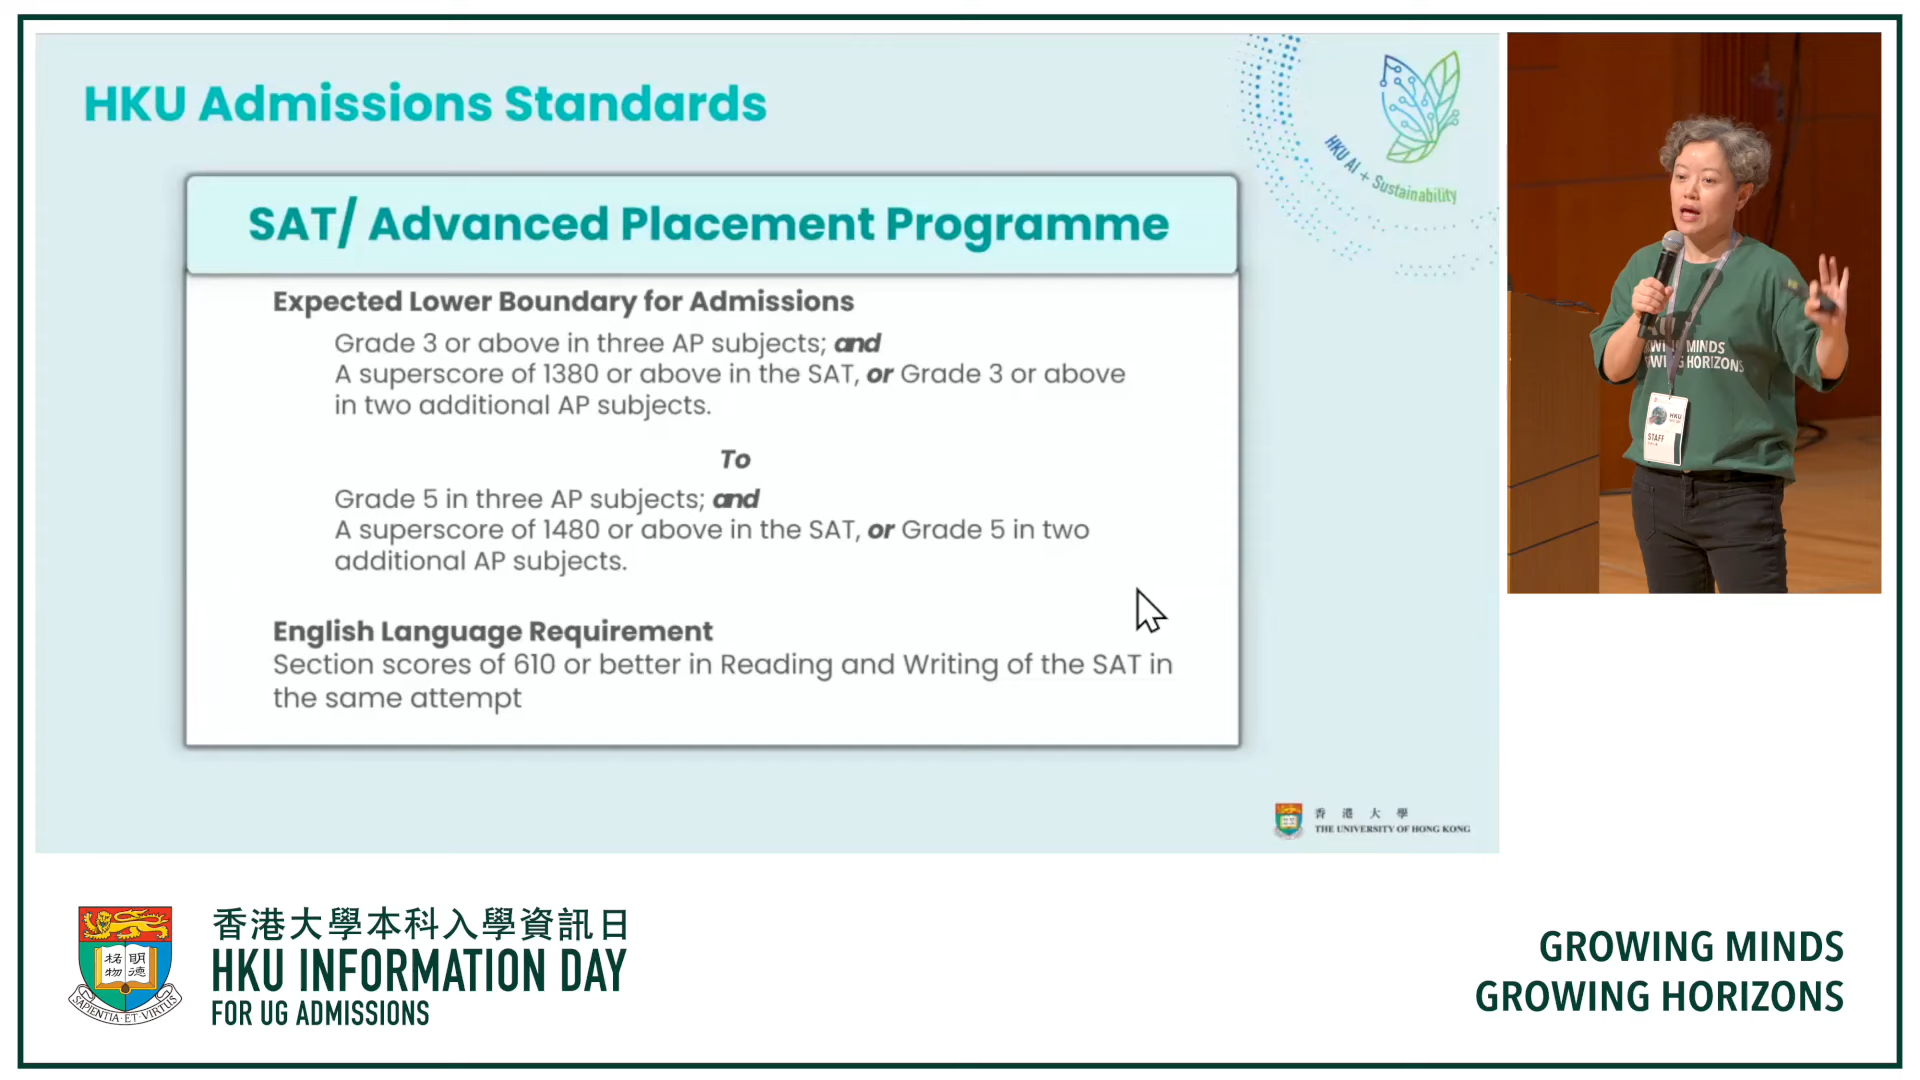 HKU Admissions Standards
HKU AI + Sustainability
SAT/ Advanced Placement Programme
Expected Lower Boundary for Admissions
Grade 3 or above in three AP subjects; and
A superscore of 1380 or above in the SAT, or Grade 3 or above
in two additional AP subjects.
To
Grade 5 in three AP subjects; and
A superscore of 1480 or above in the SAT, or Grade 5 in two
additional AP subjects.
English Language Requirement
Section scores of 610 or better in Reading and Writing of the SAT in
the same attempt
香港大學
THE UNIVERSITY OF HONG KONG
MINDS
HORIZONS
HKU
STAFF
香港大學本科入學資訊日
HKU INFORMATION DAY
FOR UG ADMISSIONS
明德
格物
SAPIENTIA·ET·VIRTUS
GROWING MINDS
GROWING HORIZONS